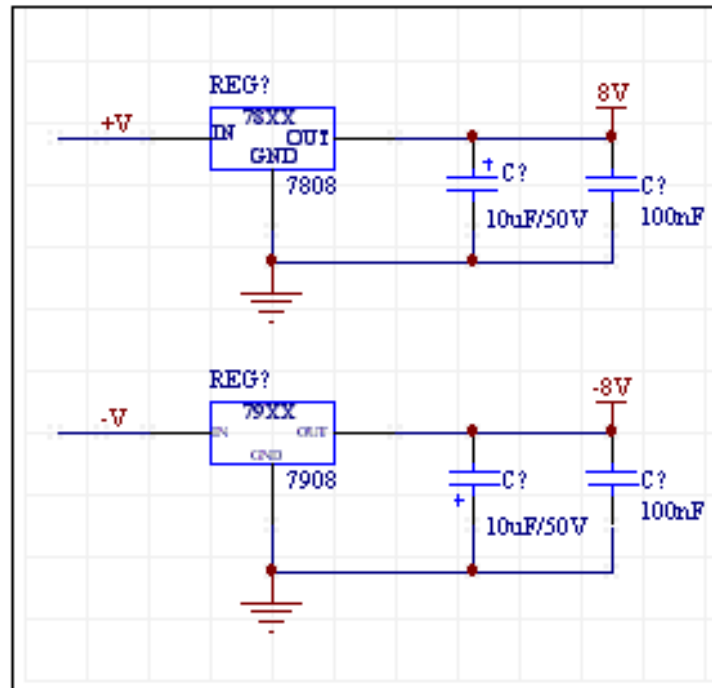 REG?
8V
+V
78XX
IN
OUT
GND
7808
+
C?
C?
10uF/50V
100nF
REG?
-8V
-V
79XX
IN
OUT
GND
7908
C?
C?
+
10uF/50V
100nF